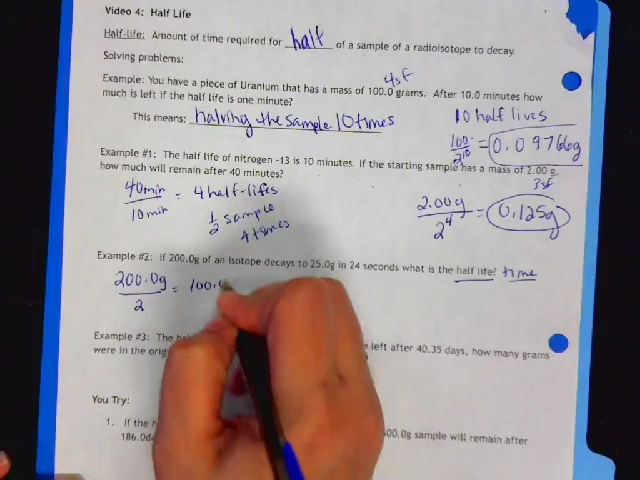 Video 4: Half Life
Half-life: Amount of time required for half of a sample of a radioisotope to decay.
Solving problems:
4sf
Example: You have a piece of Uranium that has a mass of 100.0 grams. After 10.0 minutes how
much is left if the half life is one minute?
10 half lives
This means: halving the sample 10 times
100/2^10 = 0.09766g
Example #1: The half life of nitrogen -13 is 10 minutes. If the starting sample has a mass of 2.00 g,
how much will remain after 40 minutes?
3sf
40min/10min = 4 half-lifes
1/2 sample
4 times
2.00g/2^4 = 0.125g
Example #2: If 200.0g of an isotope decays to 25.0g in 24 seconds what is the half life? time
200.0g/2 = 100.0
Example #3: The left after 40.35 days, how many grams
were in the
You Try:
1. If the 00.0g sample will remain after
186.0